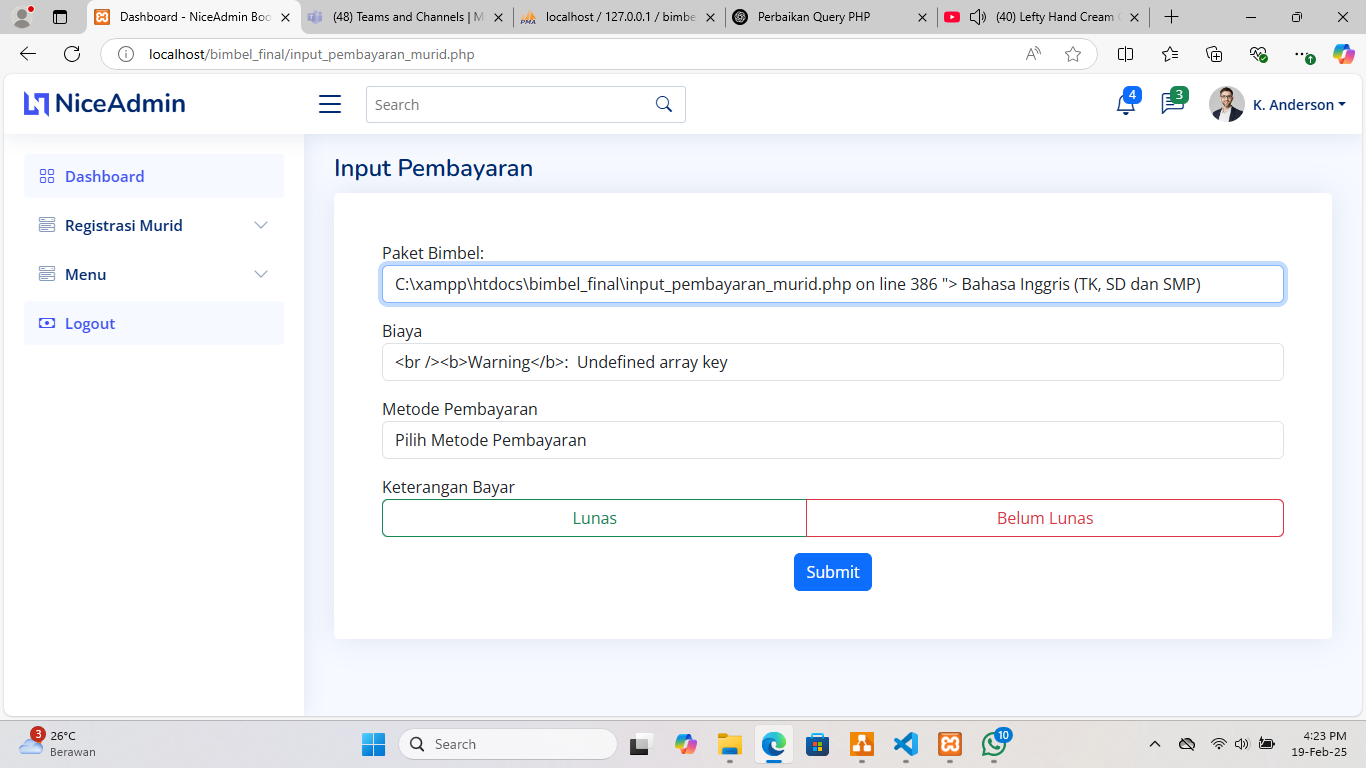 Dashboard - NiceAdmin Boo
(48) Teams and Channels | M
PMA
localhost / 127.0.0.1 / bimbe
Perbaikan Query PHP
(40) Lefty Hand Cream
localhost/bimbel_final/input_pembayaran_murid.php
NiceAdmin
Search
4
3
K. Anderson
Dashboard
Registrasi Murid
Menu
Logout
Input Pembayaran
Paket Bimbel:
C:\xampp\htdocs\bimbel_final\input_pembayaran_murid.php on line 386 "> Bahasa Inggris (TK, SD dan SMP)
Biaya
<br /><b>Warning</b>:  Undefined array key
Metode Pembayaran
Pilih Metode Pembayaran
Keterangan Bayar
Lunas
Belum Lunas
Submit
3
26°C
Berawan
Search
10
4:23 PM
19-Feb-25